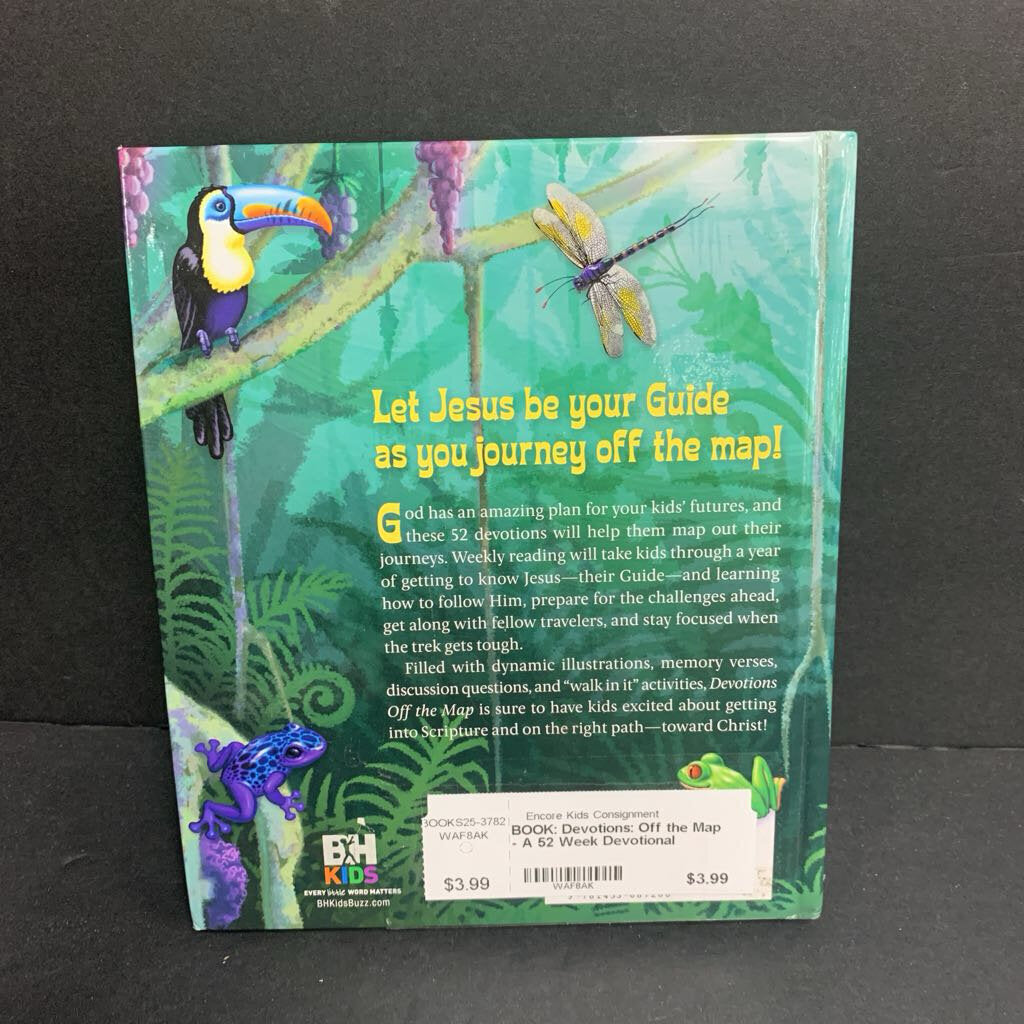 Let Jesus be your Guide
as you journey off the map!
God has an amazing plan for your kids' futures, and
these 52 devotions will help them map out their
journeys. Weekly reading will take kids through a year
of getting to know Jesus—their Guide—and learning
how to follow Him, prepare for the challenges ahead,
get along with fellow travelers, and stay focused when
the trek gets tough.
Filled with dynamic illustrations, memory verses,
discussion questions, and “walk in it” activities, Devotions
Off the Map is sure to have kids excited about getting
into Scripture and on the right path—toward Christ!
BH
KIDS
EVERY little WORD MATTERS
BHKidsBuzz.com
BOOKS25-3782
WAF8AK
$3.99
Encore Kids Consignment
BOOK: Devotions: Off the Map
- A 52 Week Devotional
WAF8AK
$3.99